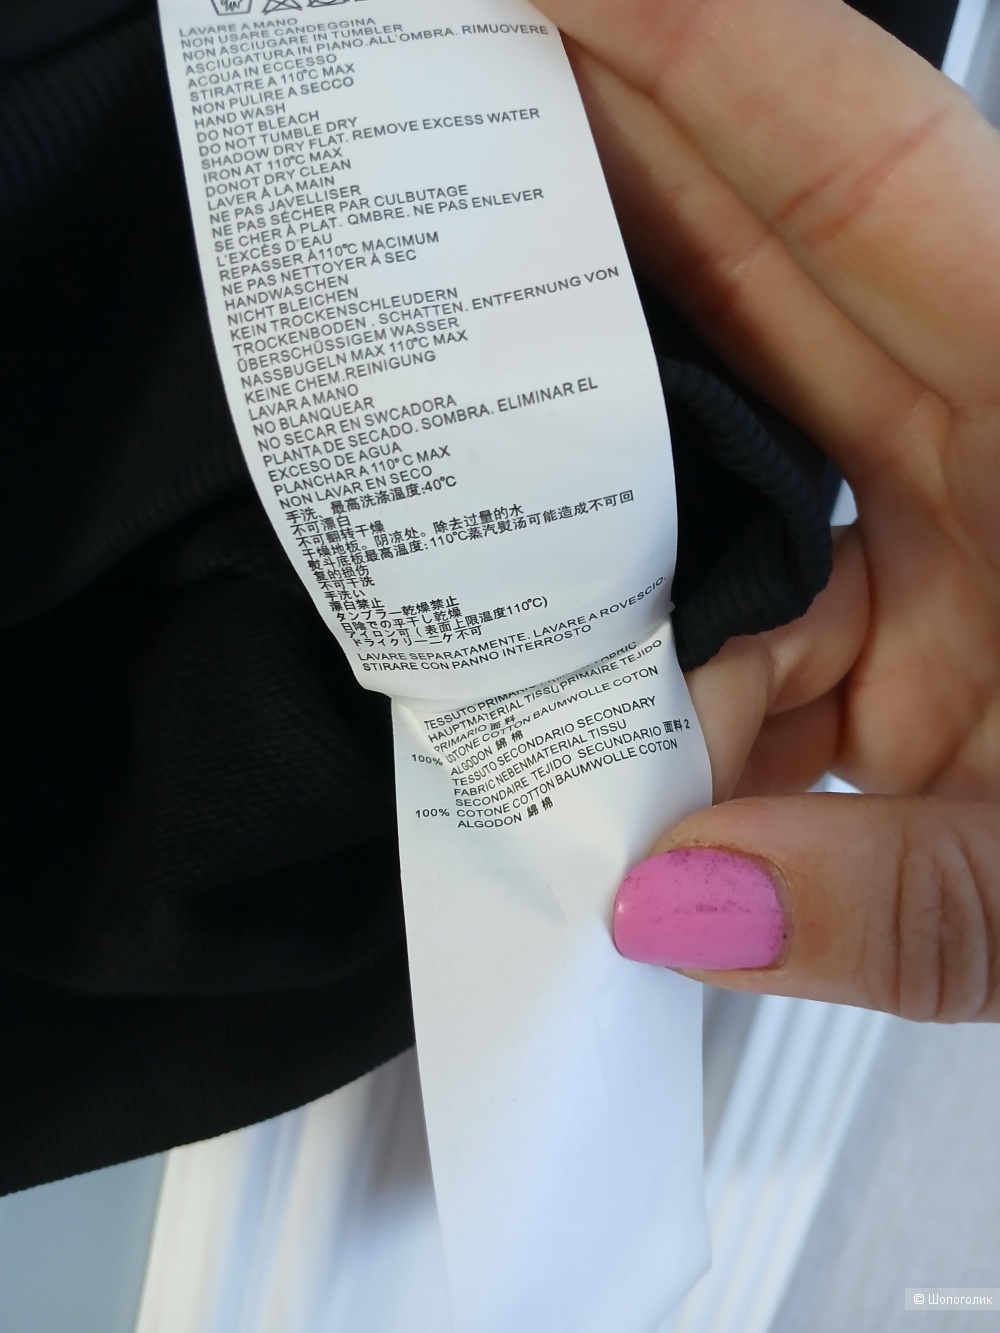 LAVARE A MANO
NON USARE CANDEGGINA
NON ASCIUGARE IN TUMBLER
ASCIUGATURA IN PIANO.ALL'OMBRA. RIMUOVERE
ACQUA IN ECCESSO
STIRATRE A 110°C MAX
NON PULIRE A SECCO
HAND WASH
DO NOT BLEACH
DO NOT TUMBLE DRY
SHADOW DRY FLAT. REMOVE EXCESS WATER
IRON AT 110°C MAX
DONOT DRY CLEAN
LAVER À LA MAIN
NE PAS JAVELLISER
NE PAS SÉCHER PAR CULBUTAGE
SE CHER À PLAT. QMBRE. NE PAS ENLEVER
L'EXCÈS D'EAU
REPASSER À110°C MACIMUM
NE PAS NETTOYER À SEC
HANDWASCHEN
NICHT BLEICHEN
KEIN TROCKENSCHLEUDERN
TROCKENBODEN . SCHATTEN. ENTFERNUNG VON
ÜBERSCHÜSSIGEM WASSER
NASSBUGELN MAX 110°C MAX
KEINE CHEM.REINIGUNG
LAVAR A MANO
NO BLANQUEAR
NO SECAR EN SWCADORA
PLANTA DE SECADO. SOMBRA. ELIMINAR EL
EXCESO DE AGUA
PLANCHAR A 110°C MAX
NON LAVAR EN SECO
手洗、最高洗涤温度:40°C
不可漂白
不可翻转干燥
干燥地板。阴凉处。除去过量的水
熨斗底板最高温度:110°C蒸汽熨汤可能造成不可回
复的损伤
不可干洗
手洗い
漂白禁止
タンブラー乾燥禁止
日陰での平干し乾燥
アイロン可(表面上限温度110°C)
ドライクリーニケ不可
LAVARE SEPARATAMENTE. LAVARE A ROVESCIO.
STIRARE CON PANNO INTERROSTO
TESSUTO PRIMARIO PRIMARY FABRIC
HAUPTMATERIAL TISSU PRIMAIRE TEJIDO
PRIMARIO 面料
100% COTONE COTTON BAUMWOLLE COTON
ALGODON 綿 棉
TESSUTO SECONDARIO SECONDARY
FABRIC NEBENMATERIAL TISSU
SECONDAIRE TEJIDO SECUNDARIO 面料2
100% COTONE COTTON BAUMWOLLE COTON
ALGODON 綿 棉
© Шопоголик